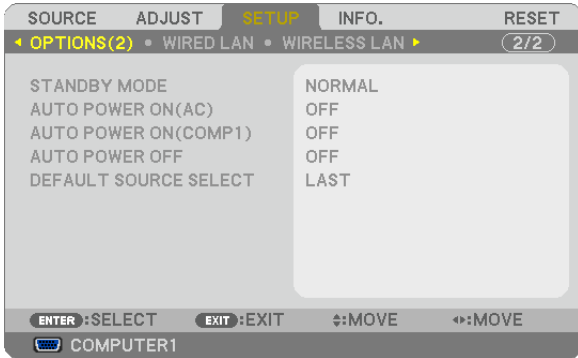 SOURCE ADJUST SETUP INFO. RESET
OPTIONS(2) • WIRED LAN • WIRELESS LAN 2/2
STANDBY MODE NORMAL
AUTO POWER ON(AC) OFF
AUTO POWER ON(COMP1) OFF
AUTO POWER OFF OFF
DEFAULT SOURCE SELECT LAST
ENTER :SELECT EXIT :EXIT :MOVE :MOVE
COMPUTER1